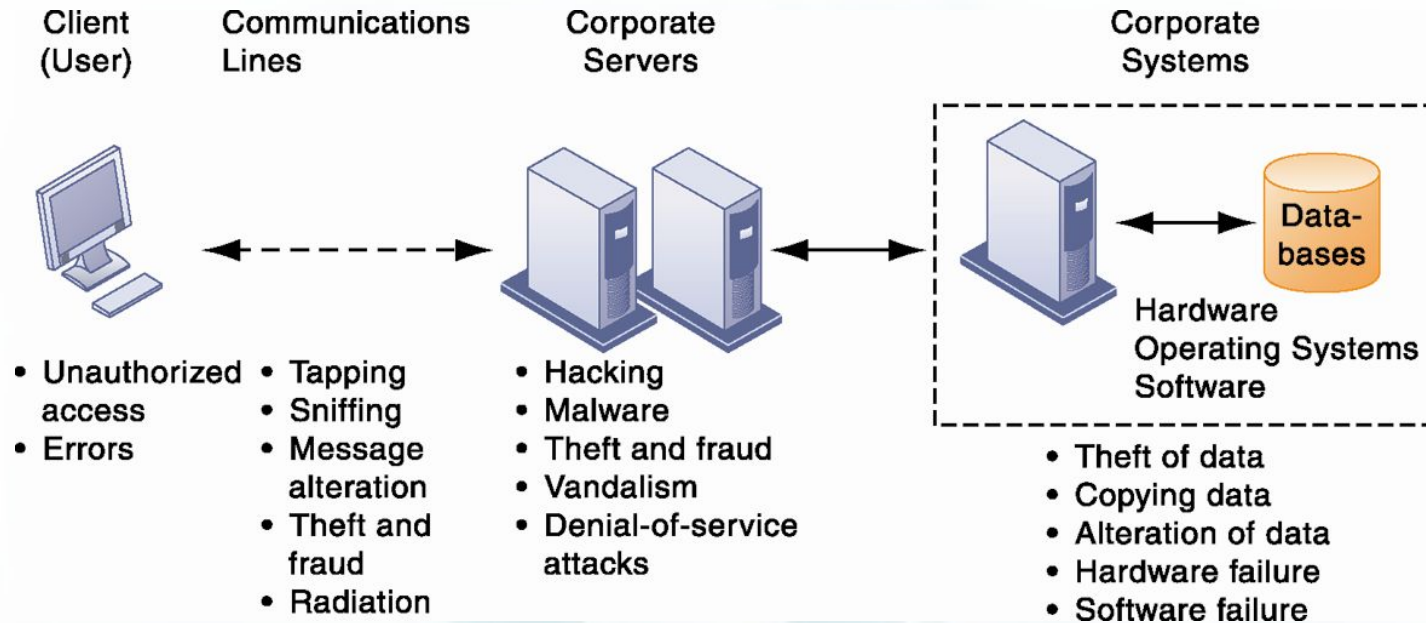 Client
(User)
Communications
Lines
Corporate
Servers
Corporate
Systems
Data-
bases
Hardware
Operating Systems
Software
• Unauthorized
access
• Errors
• Tapping
• Sniffing
• Message
alteration
• Theft and
fraud
• Radiation
• Hacking
• Malware
• Theft and fraud
• Vandalism
• Denial-of-service
attacks
• Theft of data
• Copying data
• Alteration of data
• Hardware failure
• Software failure